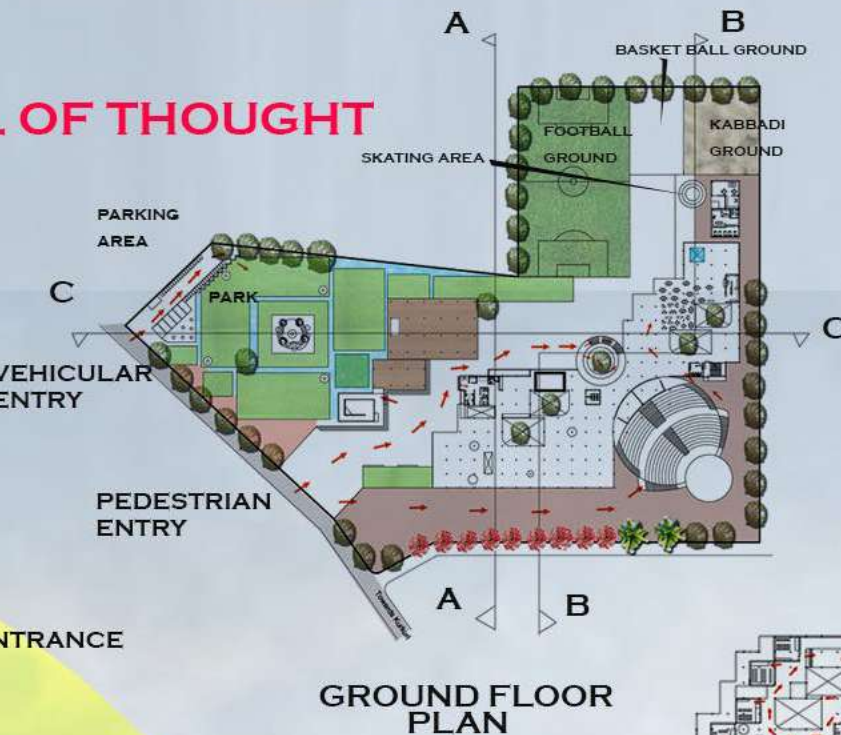 A
B
BASKET BALL GROUND
L OF THOUGHT
FOOTBALL
GROUND
KABBADI
GROUND
SKATING AREA
PARKING
AREA
C
PARK
C
VEHICULAR
ENTRY
PEDESTRIAN
ENTRY
A
B
NTRANCE
GROUND FLOOR
PLAN